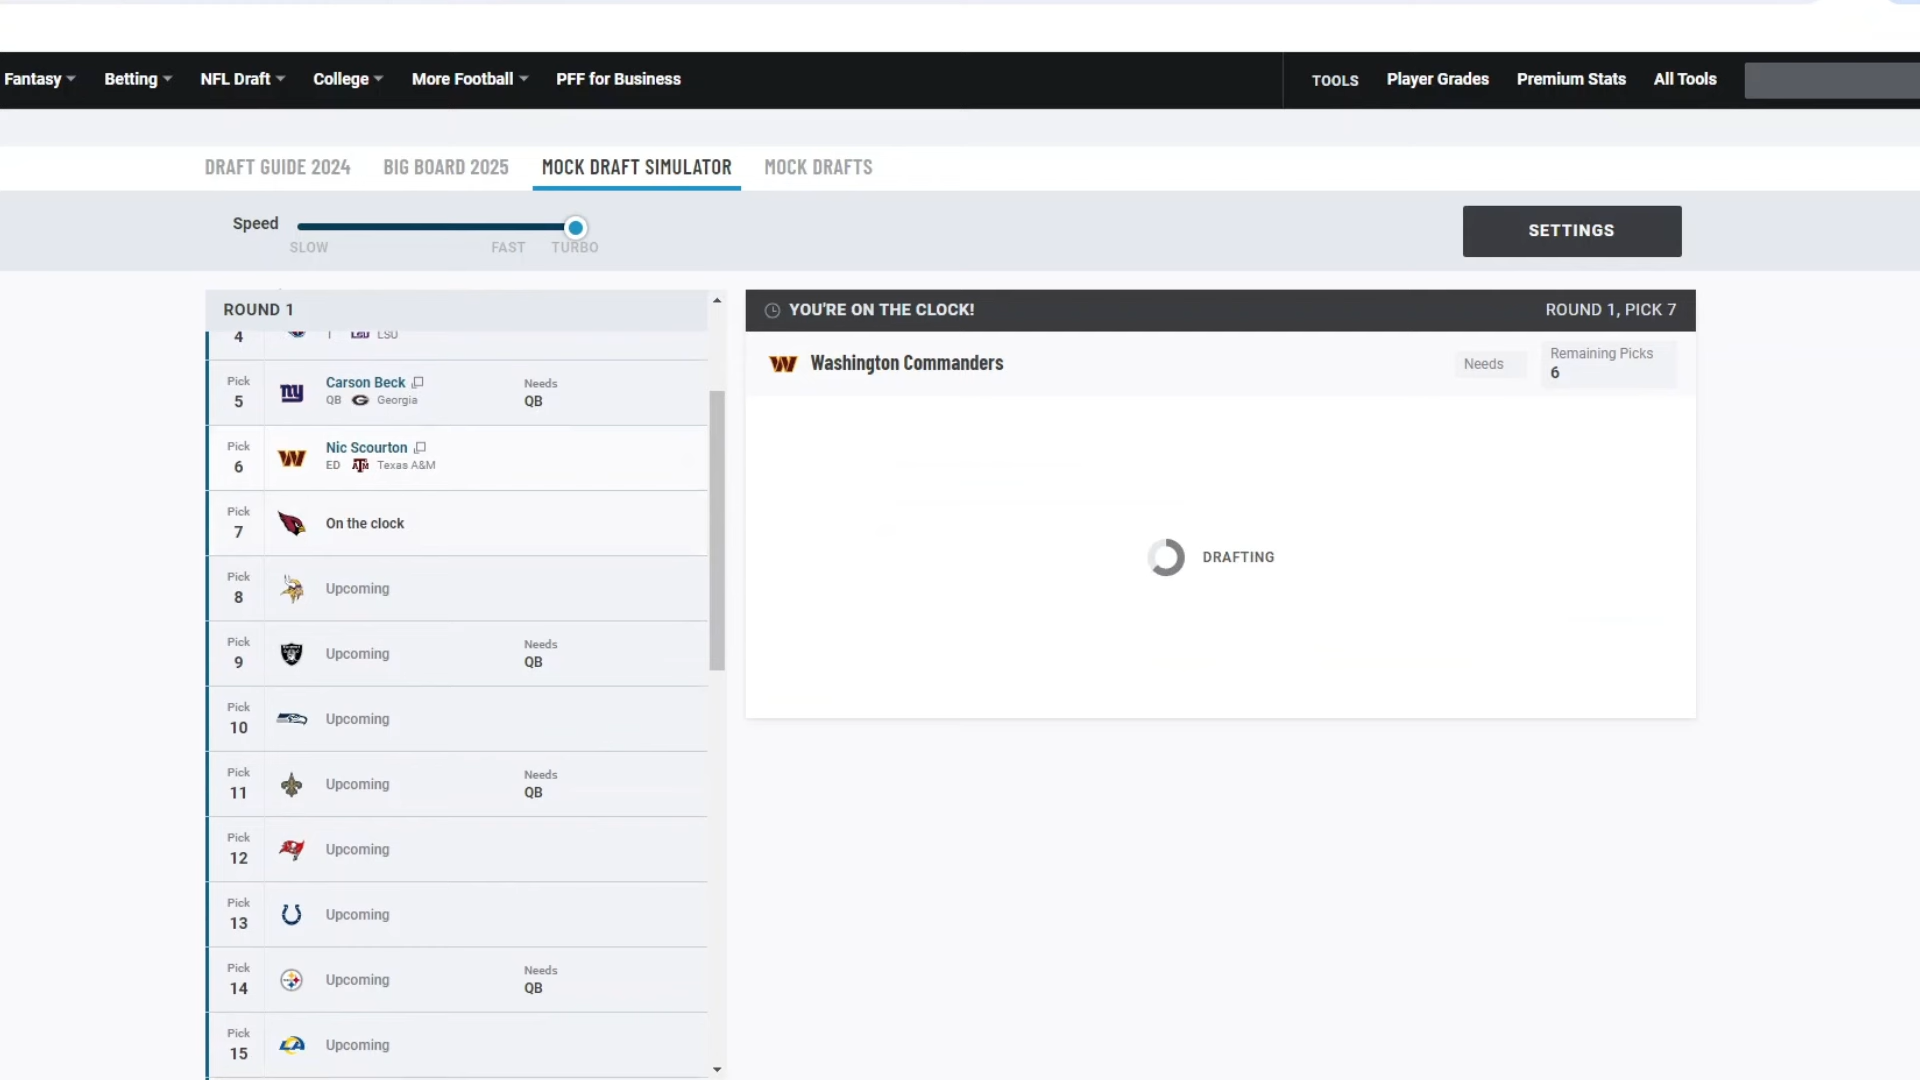 Fantasy Betting NFL Draft College More Football PFF for Business TOOLS Player Grades Premium Stats All Tools
DRAFT GUIDE 2024 BIG BOARD 2025 MOCK DRAFT SIMULATOR MOCK DRAFTS
Speed
SLOW FAST TURBO
SETTINGS
ROUND 1
4 T LSU LSU
Pick
5
ny
Carson Beck
QB G Georgia
Needs
QB
Pick
6
W
Nic Scourton
ED ATM Texas A&M
Pick
7
On the clock
Pick
8
Upcoming
Pick
9
Upcoming
Needs
QB
Pick
10
Upcoming
Pick
11
Upcoming
Needs
QB
Pick
12
Upcoming
Pick
13
Upcoming
Pick
14
Upcoming
Needs
QB
Pick
15
LA
Upcoming
YOU'RE ON THE CLOCK! ROUND 1, PICK 7
W Washington Commanders
Needs
Remaining Picks
6
DRAFTING